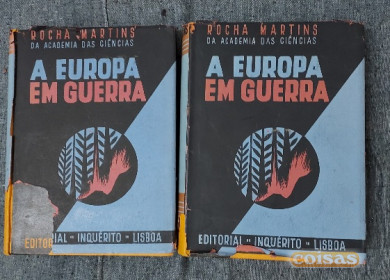 ROCHA MARTINS
DA ACADEMIA DAS CIÊNCIAS
A EUROPA
EM GUERRA
EDITORIAL - INQUÉRITO - LISBOA
ROCHA MARTINS
DA ACADEMIA DAS CIÊNCIAS
A EUROPA
EM GUERRA
EDITORIAL - INQUÉRITO - LISBOA
coisas